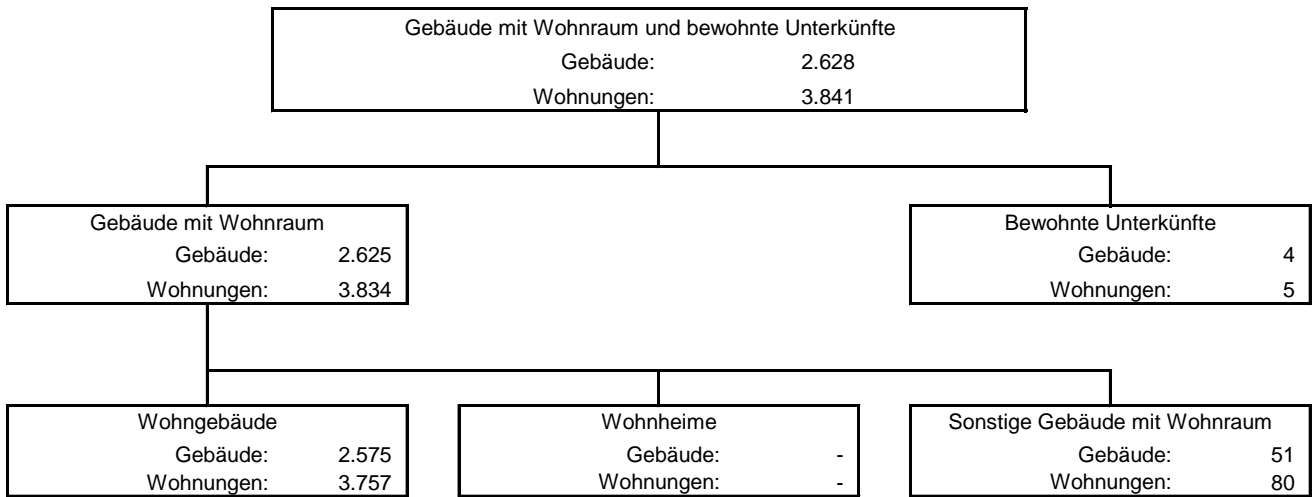 Gebäude mit Wohnraum und bewohnte Unterkünfte
Gebäude: 2.628
Wohnungen: 3.841
Gebäude mit Wohnraum
Gebäude: 2.625
Wohnungen: 3.834
Bewohnte Unterkünfte
Gebäude: 4
Wohnungen: 5
Wohngebäude
Gebäude: 2.575
Wohnungen: 3.757
Wohnheime
Gebäude: -
Wohnungen: -
Sonstige Gebäude mit Wohnraum
Gebäude: 51
Wohnungen: 80